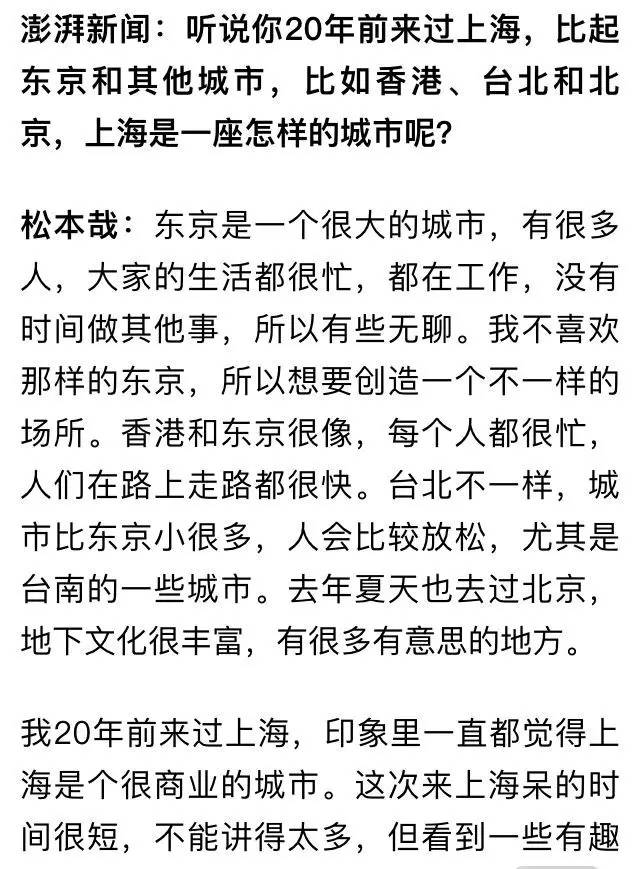 澎湃新闻：听说你20年前来过上海，比起
东京和其他城市，比如香港、台北和北
京，上海是一座怎样的城市呢？
松本哉：东京是一个很大的城市，有很多
人，大家的生活都很忙，都在工作，没有
时间做其他事，所以有些无聊。我不喜欢
那样的东京，所以想要创造一个不一样的
场所。香港和东京很像，每个人都很忙，
人们在路上走路都很快。台北不一样，城
市比东京小很多，人会比较放松，尤其是
台南的一些城市。去年夏天也去过北京，
地下文化很丰富，有很多有意思的地方。
我20年前来过上海，印象里一直都觉得上
海是个很商业的城市。这次来上海呆的时
间很短，不能讲得太多，但看到一些有趣